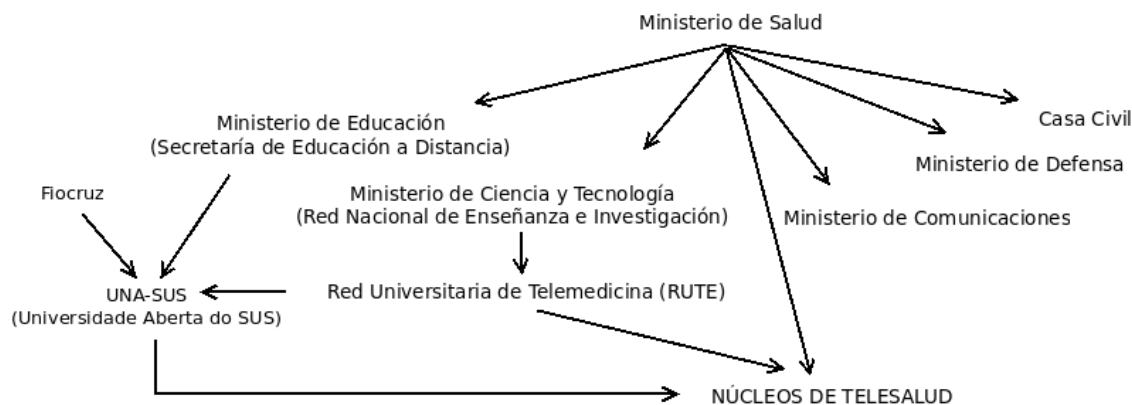 Ministerio de Salud
Casa Civil
Ministerio de Educación
(Secretaría de Educación a Distancia)
Ministerio de Defensa
Fiocruz
Ministerio de Ciencia y Tecnología
(Red Nacional de Enseñanza e Investigación)
Ministerio de Comunicaciones
UNA-SUS
(Universidade Aberta do SUS)
Red Universitaria de Telemedicina (RUTE)
NÚCLEOS DE TELESALUD